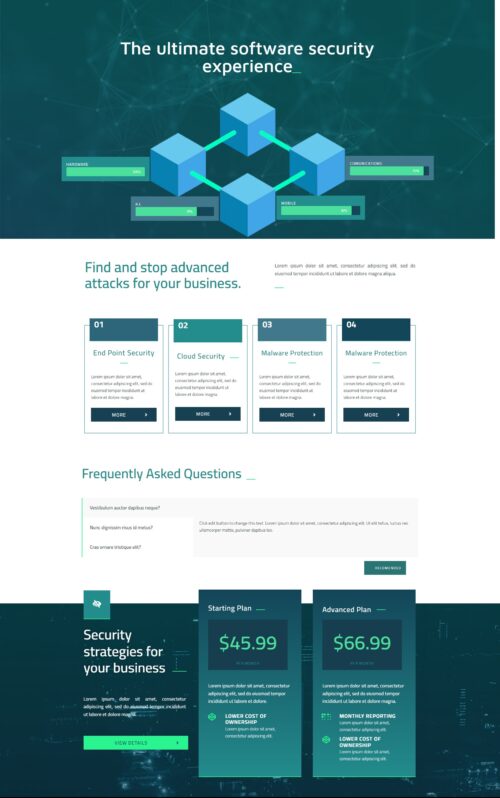 The ultimate software security
experience_
HARDWARE
COMMUNICATIONS
A.I.
MOBILE
Find and stop advanced
attacks for your business.
Lorem ipsum dolor sit amet, consectetur adipiscing elit, sed do
eiusmod tempor incididunt ut labore et dolore magna aliqua.
01
End Point Security
Lorem ipsum dolor sit amet,
consectetur adipiscing elit, sed do
eiusmod tempor incididunt ut
labore et dolore magna.
MORE
02
Cloud Security
Lorem ipsum dolor sit amet,
consectetur adipiscing elit, sed do
eiusmod tempor incididunt ut
labore et dolore magna.
MORE
03
Malware Protection
Lorem ipsum dolor sit amet,
consectetur adipiscing elit, sed do
eiusmod tempor incididunt ut
labore et dolore magna.
MORE
04
Malware Protection
Lorem ipsum dolor sit amet,
consectetur adipiscing elit, sed do
eiusmod tempor incididunt ut
labore et dolore magna.
MORE
Frequently Asked Questions
Vestibulum auctor dapibus neque?
Nunc dignissim risus id metus?
Cras ornare tristique elit?
Click edit button to change this text. Lorem ipsum dolor sit amet, consectetur adipiscing elit. Ut elit tellus, luctus nec
ullamcorper mattis, pulvinar dapibus leo.
RECOMENDED
Security
strategies for
your business
Lorem ipsum dolor sit amet, consectetur
adipiscing elit, sed do eiusmod tempor incididunt
ut labore et dolore magna.
VIEW DETAILS
Starting Plan
$45.99
Lorem ipsum dolor sit amet, consectetur
adipiscing elit, sed do eiusmod tempor
incididunt ut labore et dolore.
LOWER COST OF
OWNERSHIP
Lorem ipsum dolor sit amet,
consectetur adipiscing elit.
Advanced Plan
$66.99
Lorem ipsum dolor sit amet, consectetur
adipiscing elit, sed do eiusmod tempor
incididunt ut labore et dolore.
MONTHLY REPORTING
Lorem ipsum dolor sit amet,
consectetur adipiscing elit.
LOWER COST OF
OWNERSHIP
Lorem ipsum dolor sit amet,
consectetur adipiscing elit.